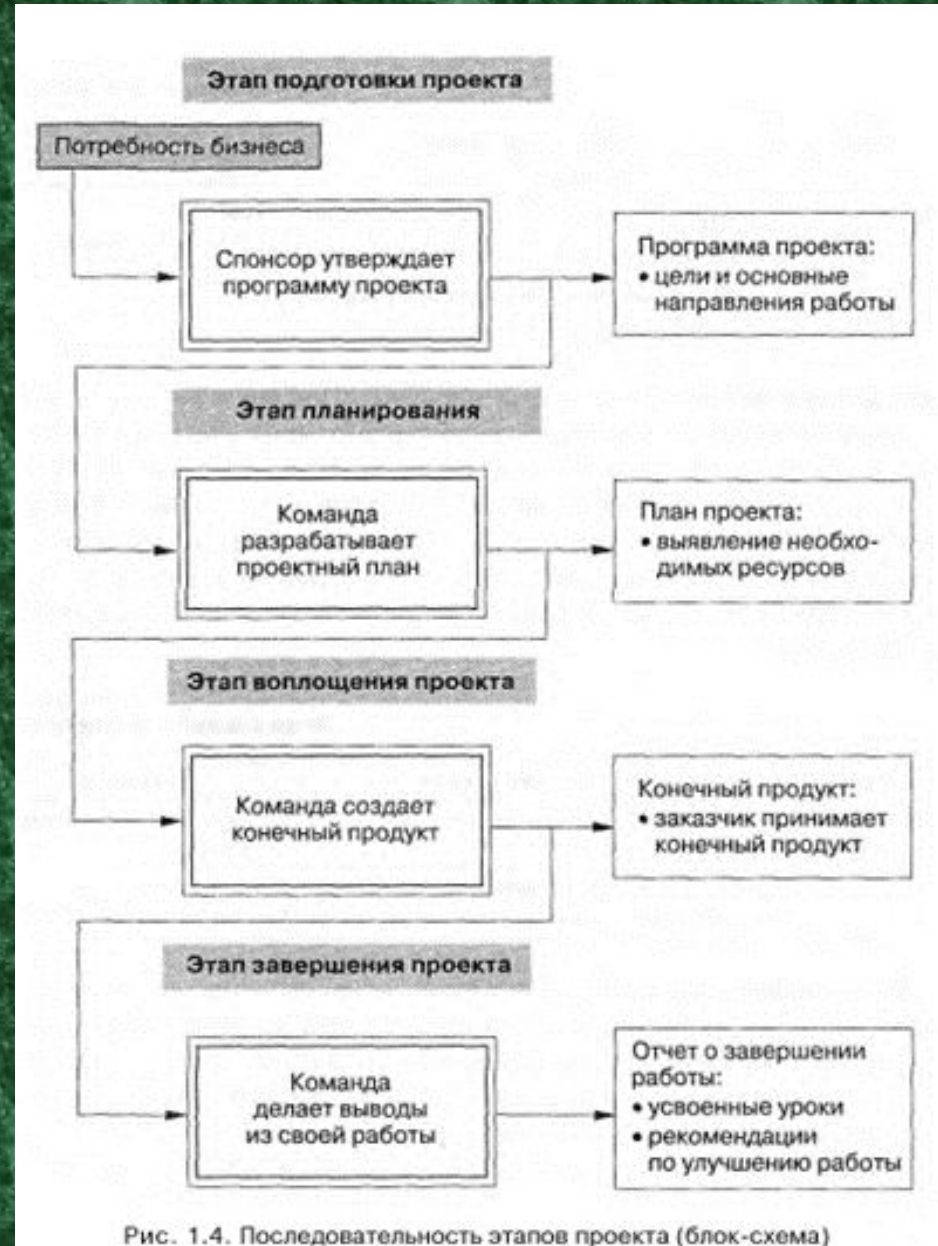 Этап подготовки проекта
Потребность бизнеса
Спонсор утверждает
программу проекта
Программа проекта:
• цели и основные
направления работы
Этап планирования
Команда
разрабатывает
проектный план
План проекта:
• выявление необхо-
димых ресурсов
Этап воплощения проекта
Команда создает
конечный продукт
Конечный продукт:
• заказчик принимает
конечный продукт
Этап завершения проекта
Команда
делает выводы
из своей работы
Отчет о завершении
работы:
• усвоенные уроки
• рекомендации
по улучшению работы
Рис. 1.4. Последовательность этапов проекта (блок-схема)